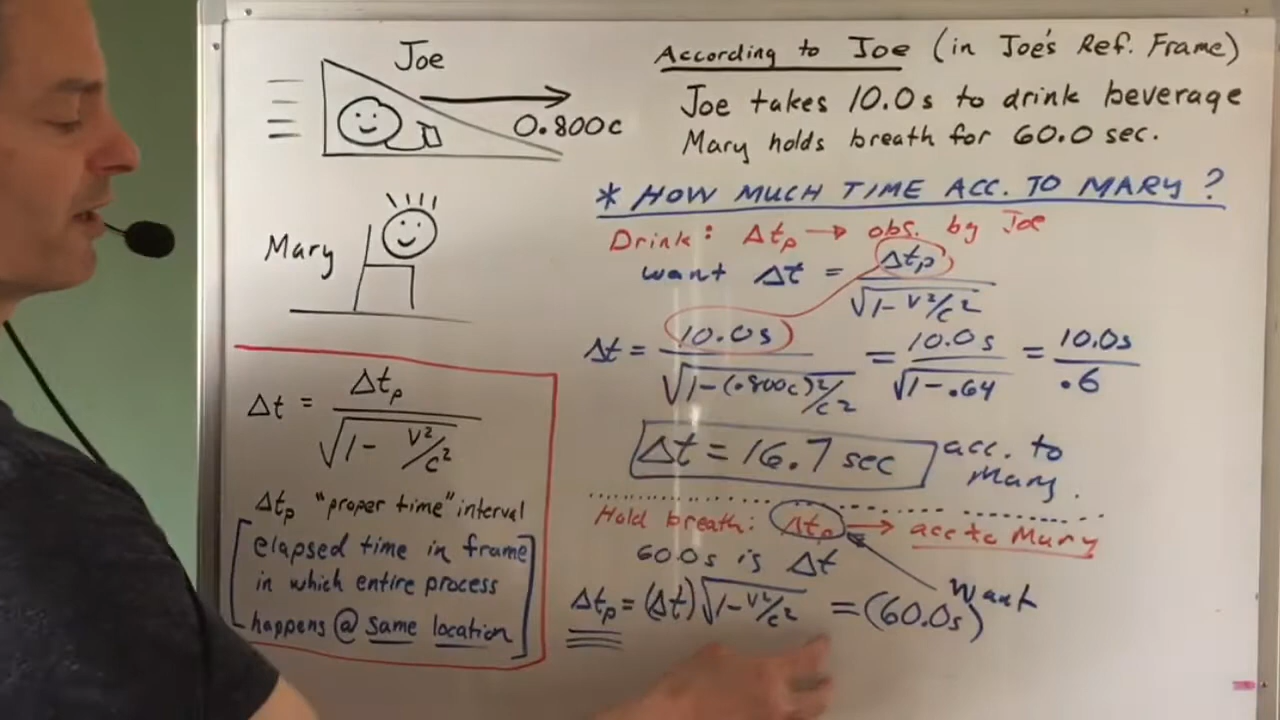 Joe
0.800c
Mary
Δt = Δtp / √1 - v²/c²
Δtp "proper time" interval
elapsed time in frame
in which entire process
happens @ same location
According to Joe (in Joe's Ref. Frame)
Joe takes 10.0s to drink beverage
Mary holds breath for 60.0 sec.
* HOW MUCH TIME ACC. TO MARY?
Drink: Δtp → obs. by Joe
want Δt = Δtp / √1-v²/c²
Δt = 10.0s / √1-(.800c)²/c² = 10.0s / √1-.64 = 10.0s / .6
Δt = 16.7 sec acc. to
Mary.
Hold breath: Δtp → acc to Mary
60.0s is Δt
want
Δtp = (Δt)√1-v²/c² = (60.0s)